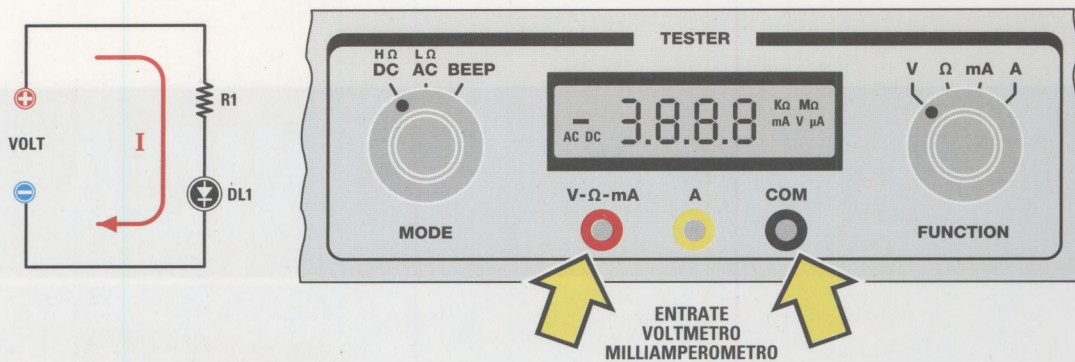 VOLT
I
R1
DL1
TESTER
HΩ LΩ
DC AC BEEP
MODE
- 3.8.8.8
AC DC
KΩ MΩ
mA V µA
V-Ω-mA A COM
V Ω mA A
FUNCTION
ENTRATE
VOLTMETRO
MILLIAMPEROMETRO